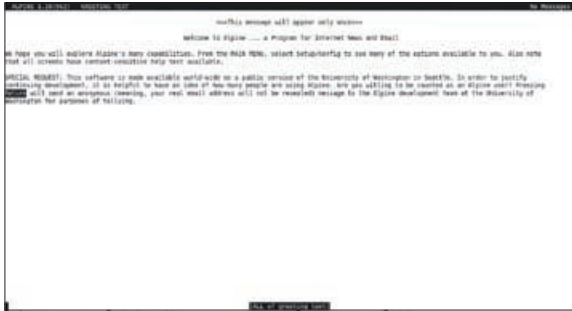 ALPINE GREETING TEXT No Messages
<<<This message will appear only once>>>
Welcome to Alpine ... a Program for Internet News and Email
We hope you will explore Alpine's many capabilities. From the MAIN MENU, select Setup/Config to see many of the options available to you. Also note
that all screens have context-sensitive help text available.
SPECIAL REQUEST: This software is made available world-wide as a public service of the University of Washington in Seattle. In order to justify
continuing development, it is helpful to have an idea of how many people are using Alpine. Are you willing to be counted as an Alpine user? Pressing
Return will send an anonymous (meaning, your real email address will not be revealed) message to the Alpine development team at the University of
Washington for purposes of tallying.
[ALL of greeting text]